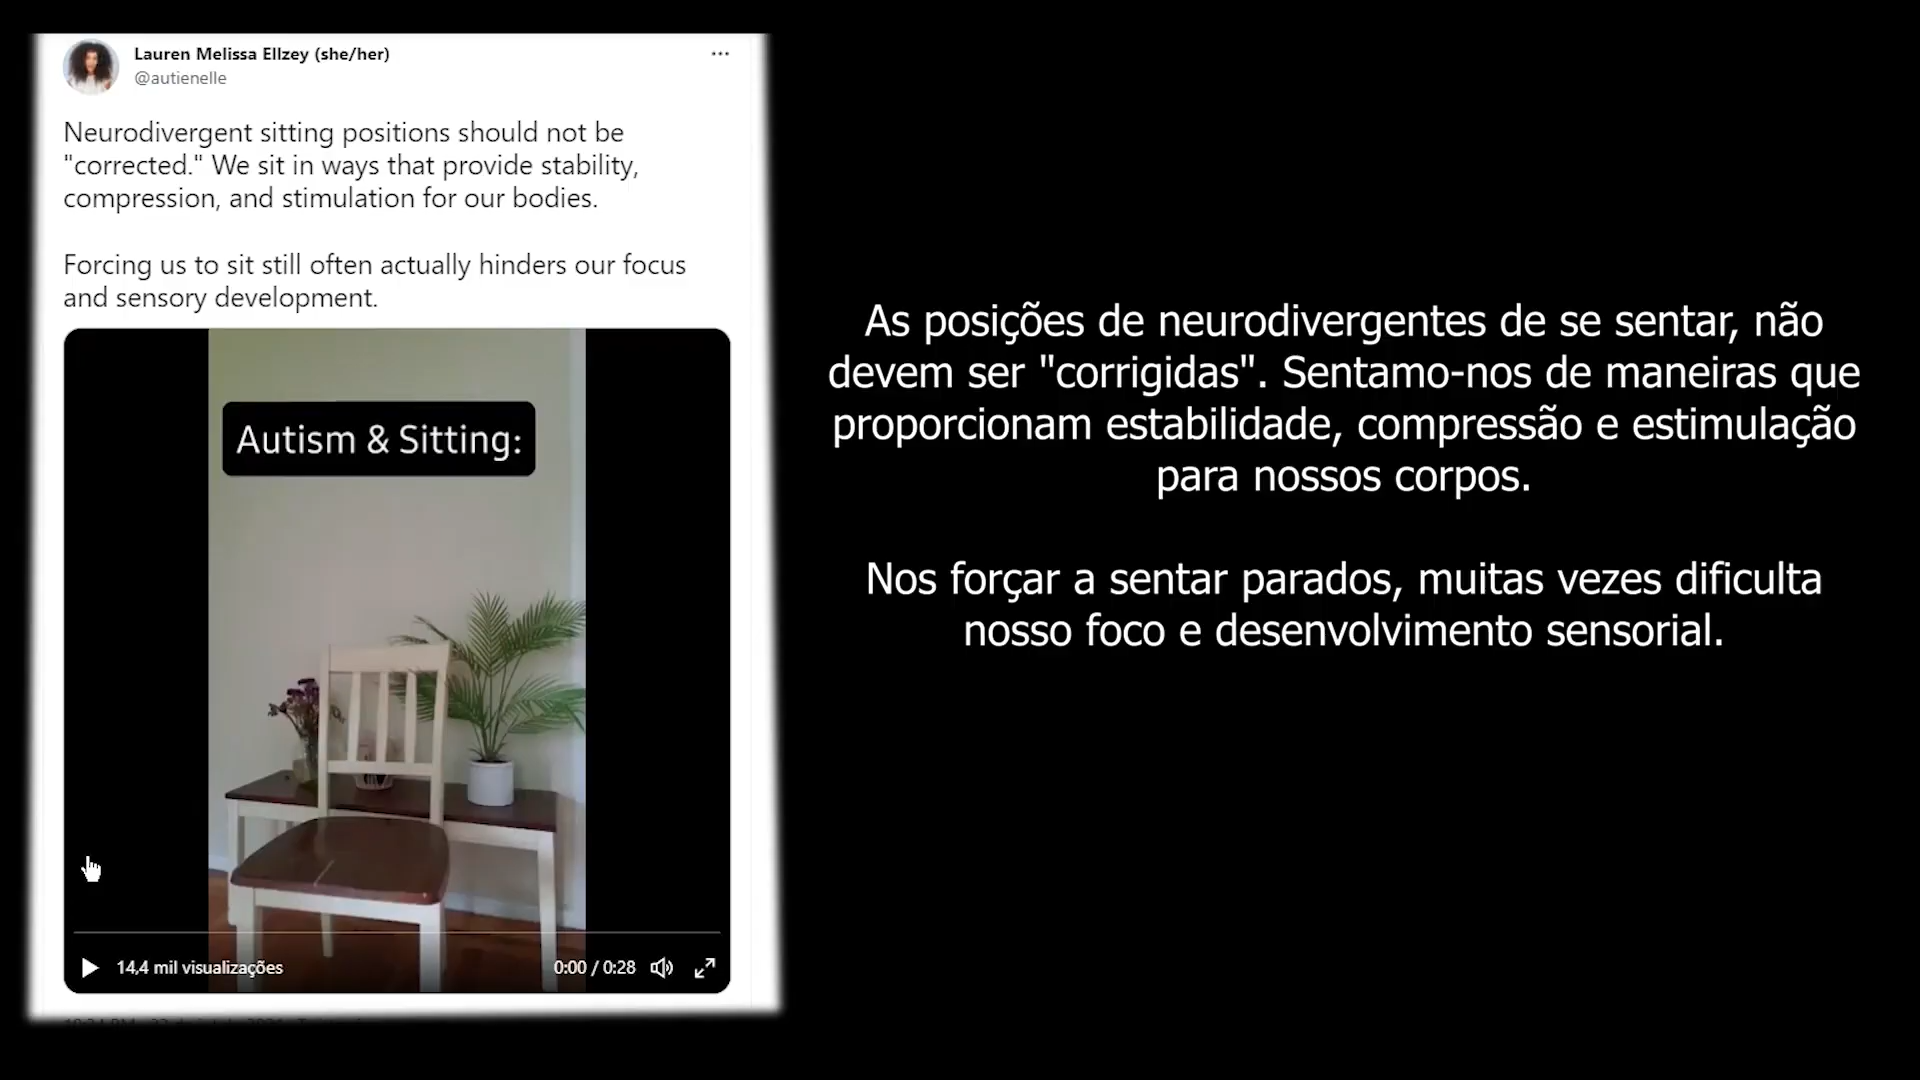 Lauren Melissa Ellzey (she/her)
@autienelle
Neurodivergent sitting positions should not be
"corrected." We sit in ways that provide stability,
compression, and stimulation for our bodies.
Forcing us to sit still often actually hinders our focus
and sensory development.
Autism & Sitting:
14,4 mil visualizações
0:00 / 0:28
As posições de neurodivergentes de se sentar, não
devem ser "corrigidas". Sentamo-nos de maneiras que
proporcionam estabilidade, compressão e estimulação
para nossos corpos.
Nos forçar a sentar parados, muitas vezes dificulta
nosso foco e desenvolvimento sensorial.